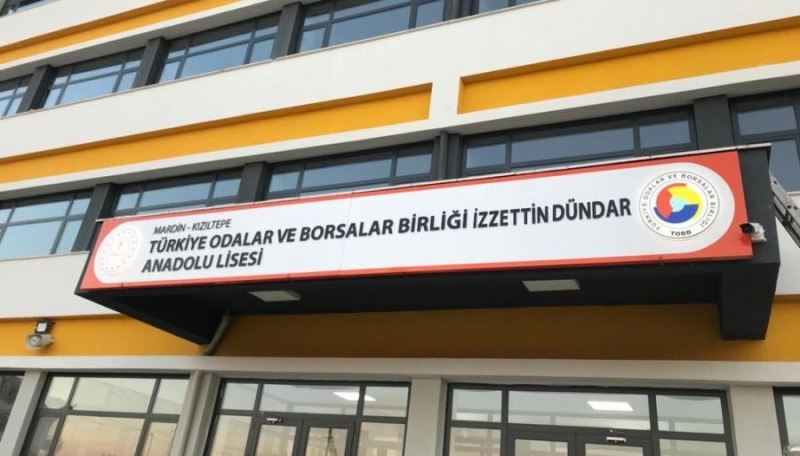 MARDİN - KIZILTEPE
TÜRKİYE ODALAR VE BORSALAR BİRLİĞİ İZZETTİN DÜNDAR
ANADOLU LİSESİ
TÜRKİYE ODALAR VE BORSALAR BİRLİĞİ
TOBB